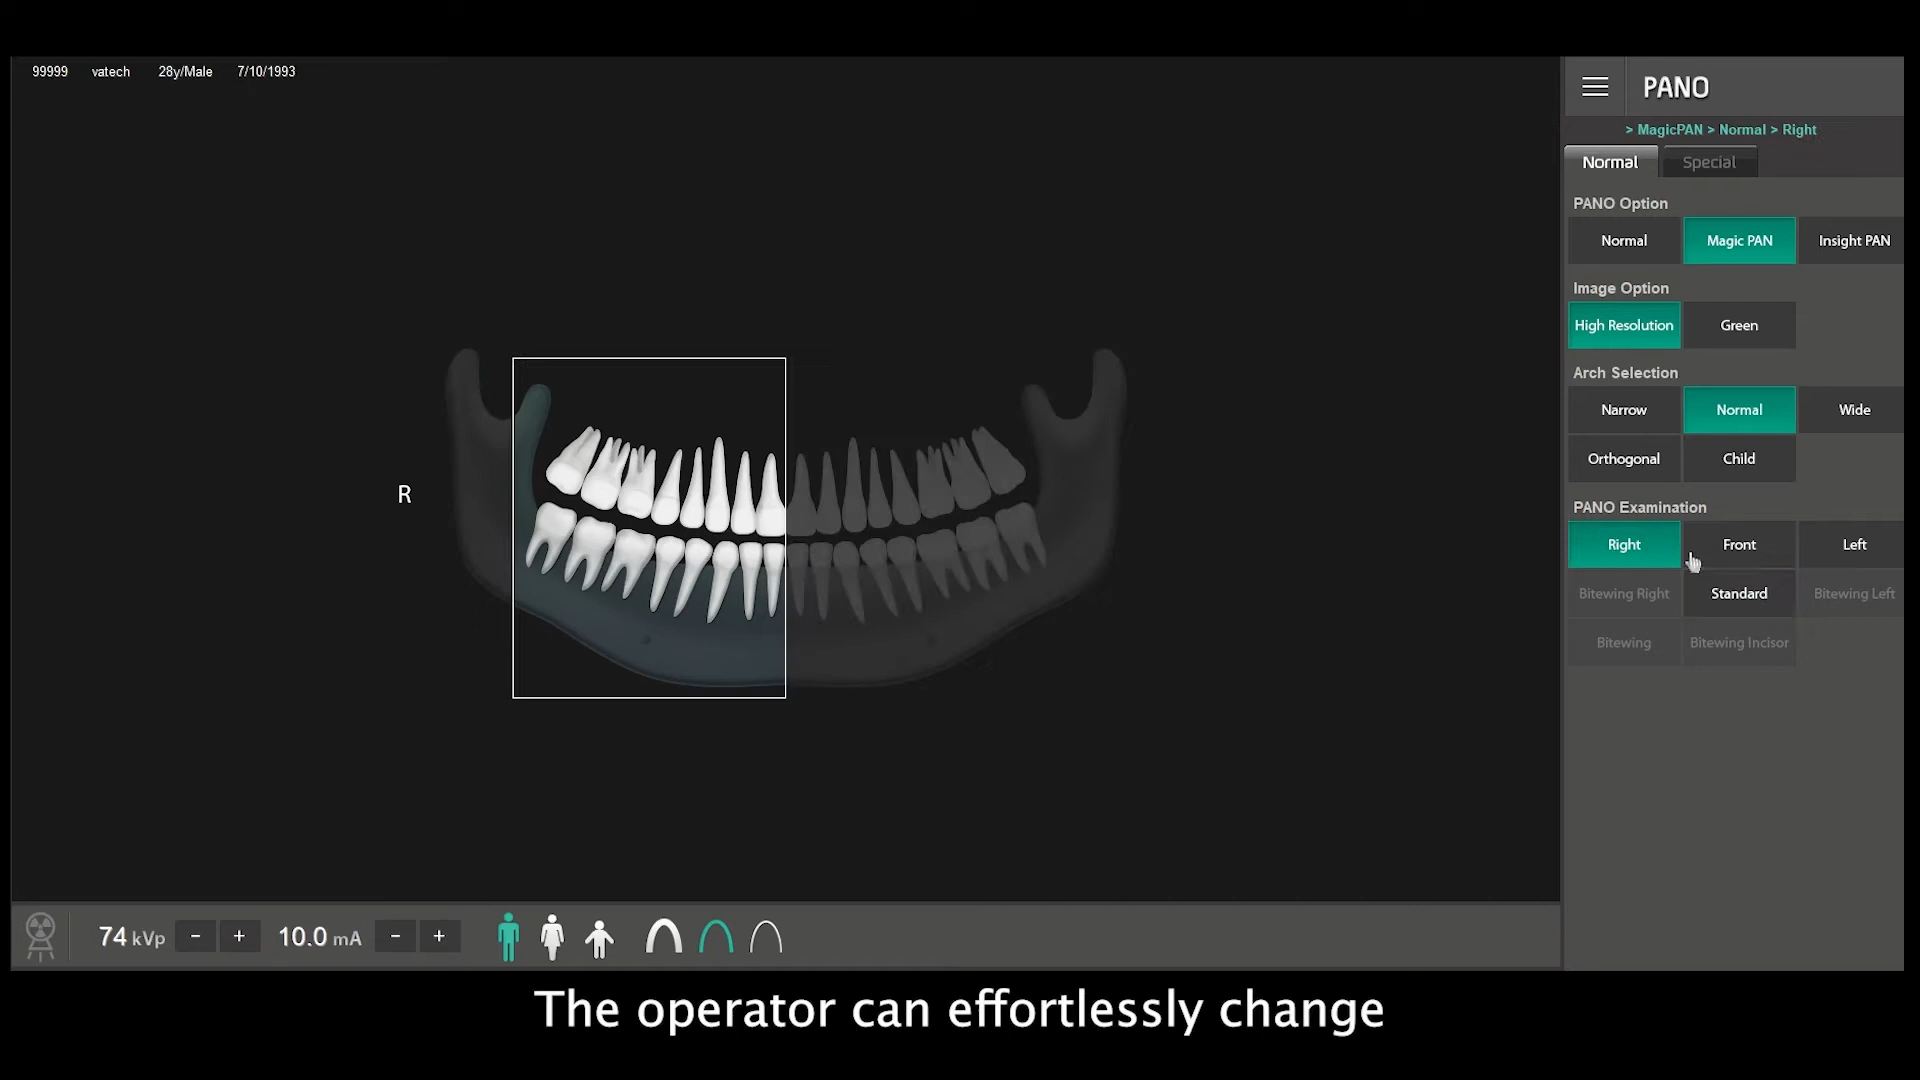 99999 vatech 28y/Male 7/10/1993
PANO
> MagicPAN > Normal > Right
Normal Special
PANO Option
Normal Magic PAN Insight PAN
Image Option
High Resolution Green
Arch Selection
Narrow Normal Wide
Orthogonal Child
PANO Examination
Right Front Left
Bitewing Right Standard Bitewing Left
Bitewing Bitewing Incisor
R
74 kVp - + 10.0 mA - +
The operator can effortlessly change